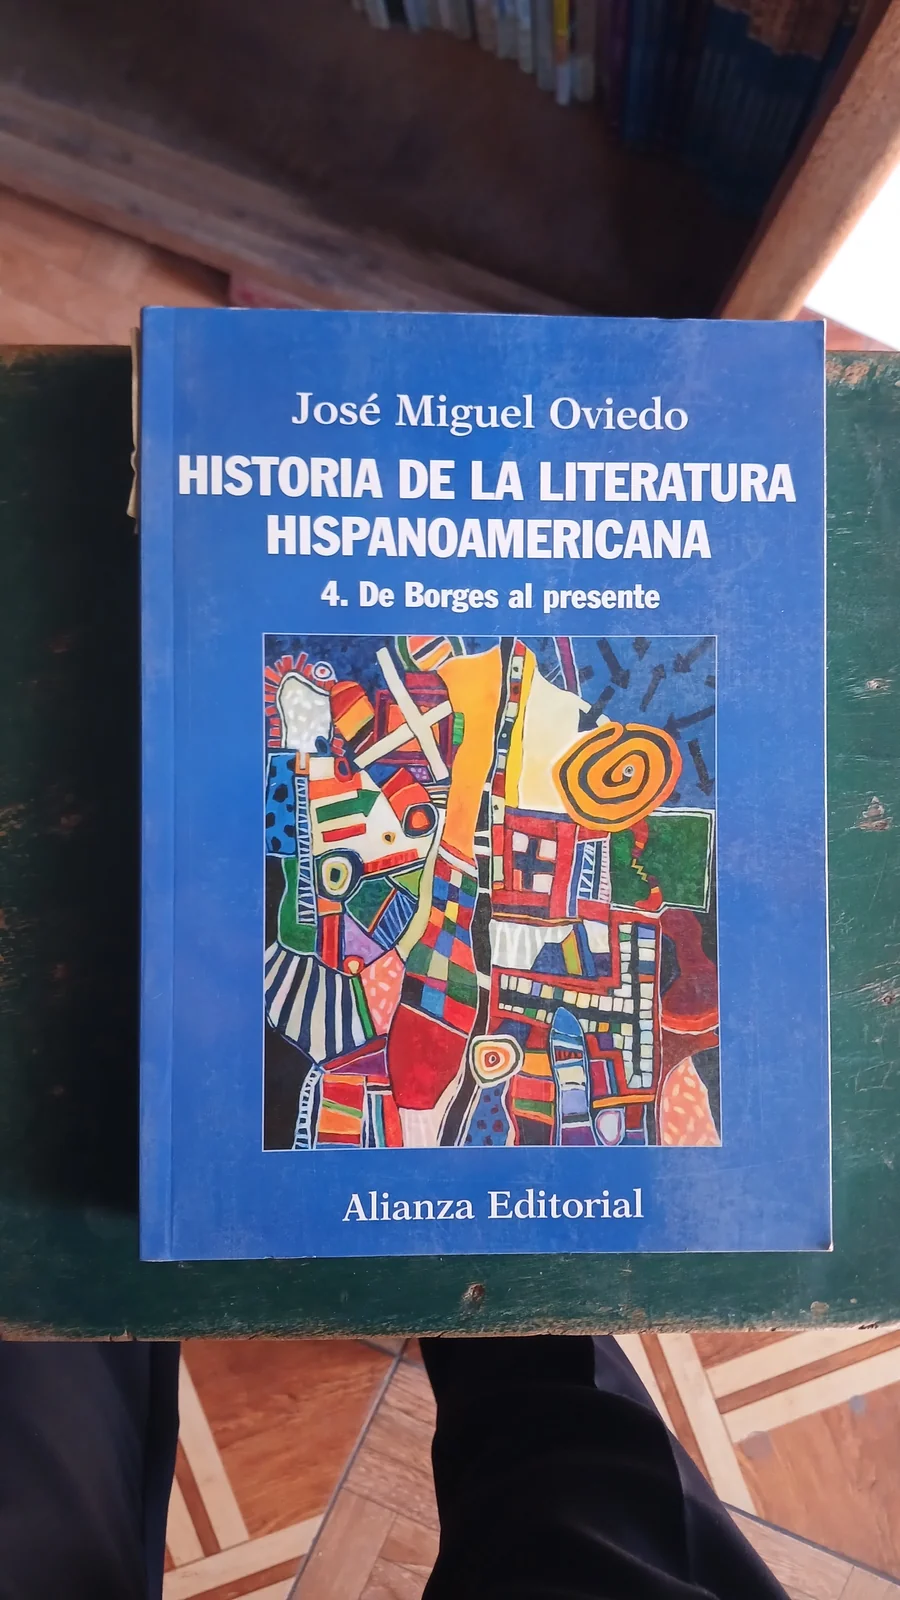 José Miguel Oviedo
HISTORIA DE LA LITERATURA
HISPANOAMERICANA
4. De Borges al presente
Alianza Editorial